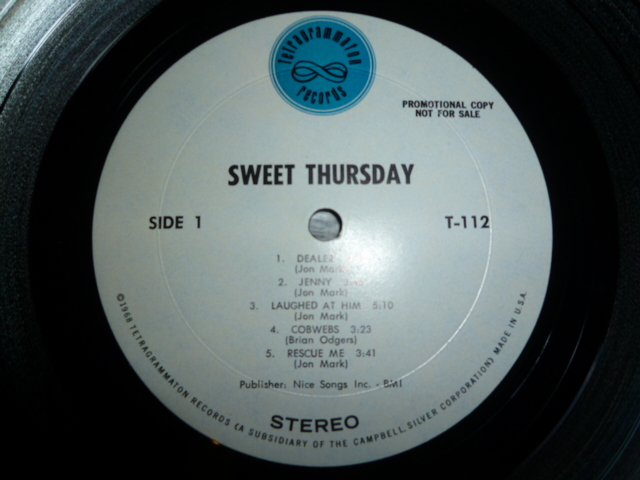 tetragrammaton
records
PROMOTIONAL COPY
NOT FOR SALE
SWEET THURSDAY
SIDE 1
T-112
1. DEALER
(Jon Mark)
2. JENNY
(Jon Mark)
3. LAUGHED AT HIM 5:10
(Jon Mark)
4. COBWEBS 3:23
(Brian Odgers)
5. RESCUE ME 3:41
(Jon Mark)
Publisher: Nice Songs Inc. - BMI
STEREO
©1968 TETRAGRAMMATON RECORDS (A SUBSIDIARY OF THE CAMPBELL, SILVER CORPORATION) MADE IN U.S.A.